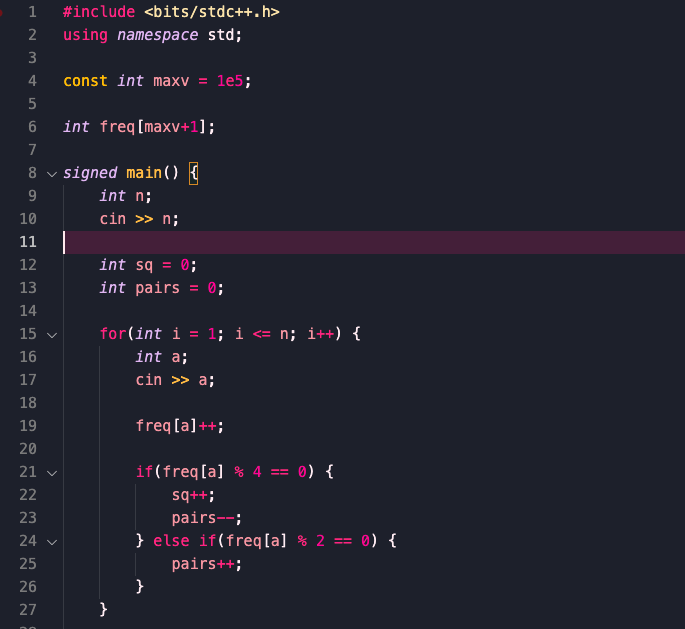 1 #include <bits/stdc++.h>
2 using namespace std;
3
4 const int maxv = 1e5;
5
6 int freq[maxv+1];
7
8 signed main() {
9     int n;
10     cin >> n;
11
12     int sq = 0;
13     int pairs = 0;
14
15     for(int i = 1; i <= n; i++) {
16         int a;
17         cin >> a;
18
19         freq[a]++;
20
21         if(freq[a] % 4 == 0) {
22             sq++;
23             pairs--;
24         } else if(freq[a] % 2 == 0) {
25             pairs++;
26         }
27     }